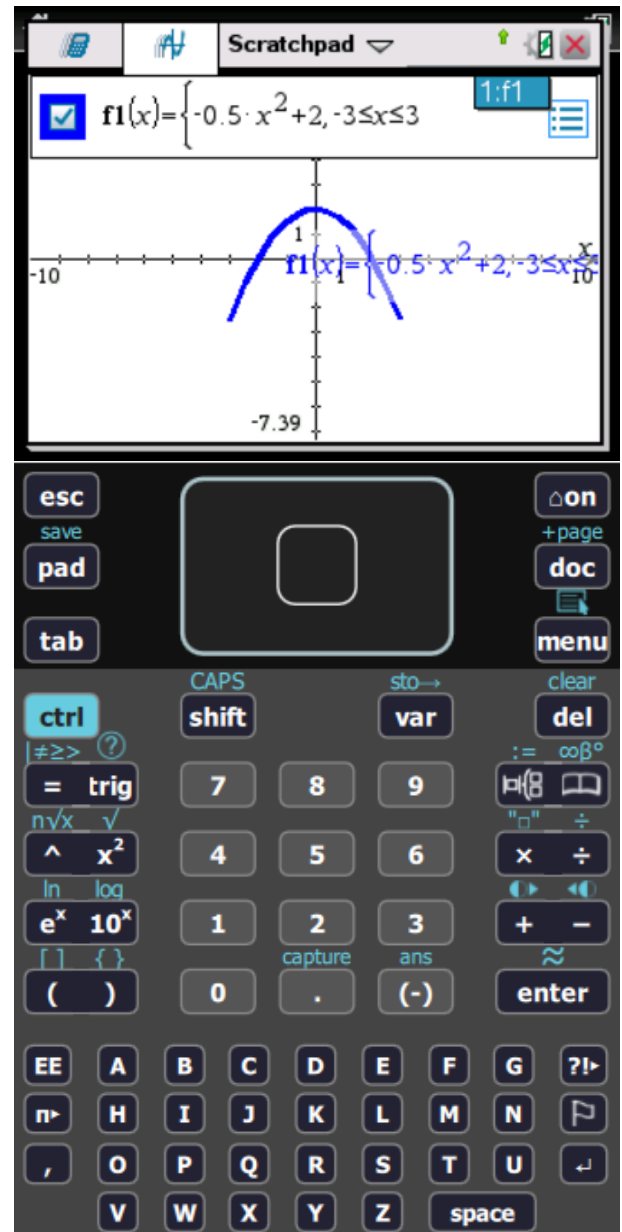 Scratchpad
1:f1
f1(x)={-0.5·x²+2, -3≤x≤3
1
x
f1(x)={-0.5·x²+2,-3≤x≤3
-10
1
10
-7.39
esc
⌂on
save
+page
pad
doc
tab
menu
CAPS
sto→
clear
ctrl
shift
var
del
|≠≥>
?
:=
∞β°
=
trig
7
8
9
n√x
√
"□"
÷
^
x²
4
5
6
×
÷
ln
log
eˣ
10ˣ
1
2
3
+
−
[ ]
{ }
capture
ans
≈
(
)
0
.
(-)
enter
EE
A
B
C
D
E
F
G
?!▸
π▸
H
I
J
K
L
M
N
,
O
P
Q
R
S
T
U
↵
V
W
X
Y
Z
space